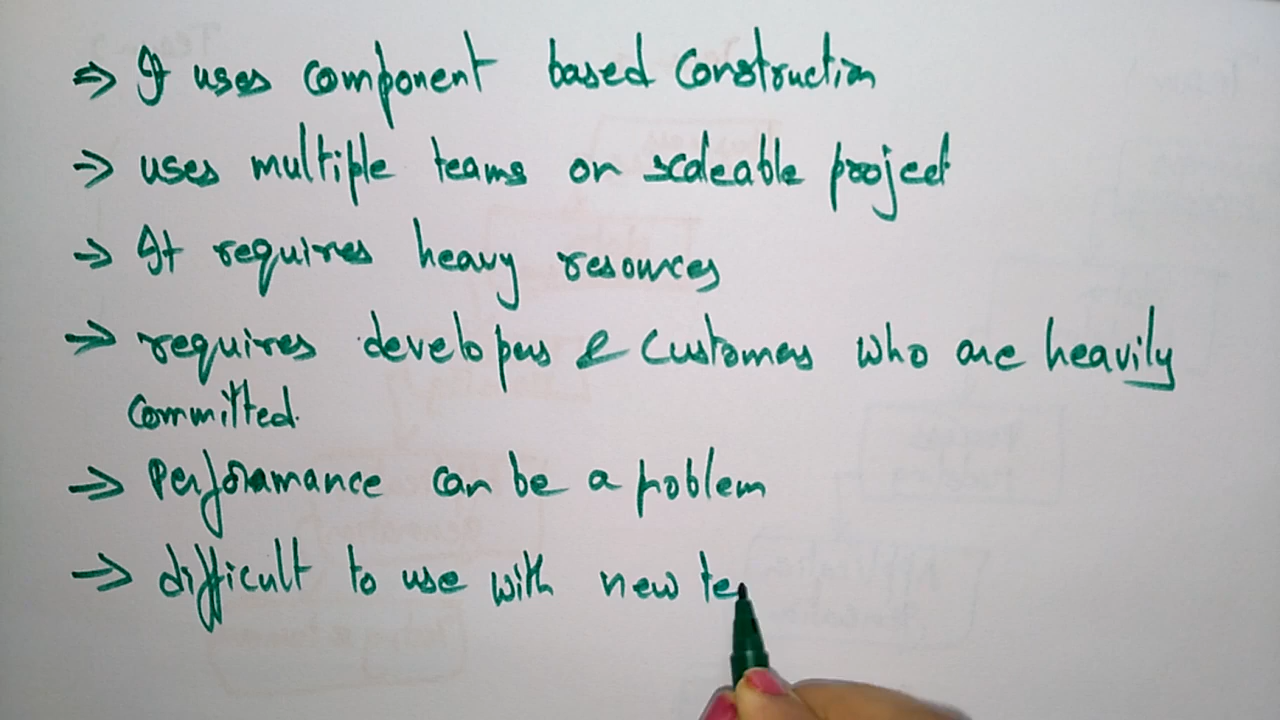 ⇒ It uses component based construction
⇒ uses multiple teams on scaleable project
⇒ It requires heavy resources
⇒ requires developers & customers who are heavily
committed.
⇒ Performamance can be a problem
⇒ difficult to use with new te